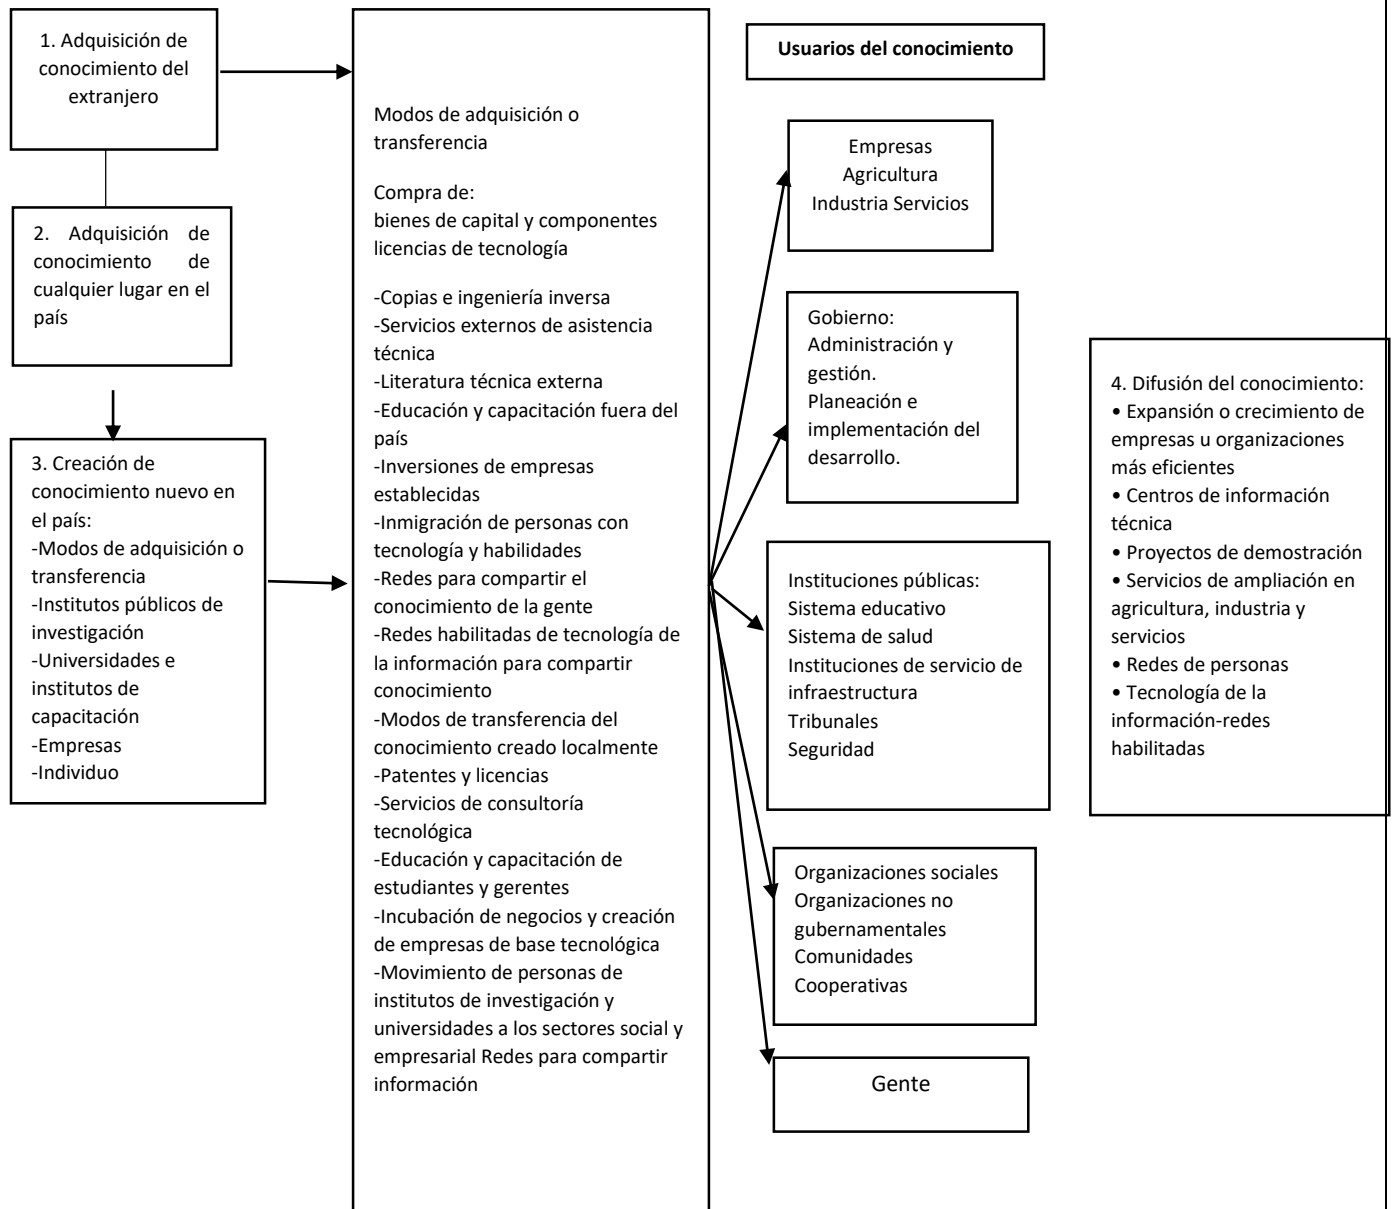 1. Adquisición de
conocimiento del
extranjero
2. Adquisición de
conocimiento de
cualquier lugar en el
país
3. Creación de
conocimiento nuevo en
el país:
-Modos de adquisición o
transferencia
-Institutos públicos de
investigación
-Universidades e
institutos de
capacitación
-Empresas
-Individuo
Modos de adquisición o
transferencia
Compra de:
bienes de capital y componentes
licencias de tecnología
-Copias e ingeniería inversa
-Servicios externos de asistencia
técnica
-Literatura técnica externa
-Educación y capacitación fuera del
país
-Inversiones de empresas
establecidas
-Inmigración de personas con
tecnología y habilidades
-Redes para compartir el
conocimiento de la gente
-Redes habilitadas de tecnología de
la información para compartir
conocimiento
-Modos de transferencia del
conocimiento creado localmente
-Patentes y licencias
-Servicios de consultoría
tecnológica
-Educación y capacitación de
estudiantes y gerentes
-Incubación de negocios y creación
de empresas de base tecnológica
-Movimiento de personas de
institutos de investigación y
universidades a los sectores social y
empresarial Redes para compartir
información
Usuarios del conocimiento
Empresas
Agricultura
Industria Servicios
Gobierno:
Administración y
gestión.
Planeación e
implementación del
desarrollo.
Instituciones públicas:
Sistema educativo
Sistema de salud
Instituciones de servicio de
infraestructura
Tribunales
Seguridad
Organizaciones sociales
Organizaciones no
gubernamentales
Comunidades
Cooperativas
Gente
4. Difusión del conocimiento:
• Expansión o crecimiento de
empresas u organizaciones
más eficientes
• Centros de información
técnica
• Proyectos de demostración
• Servicios de ampliación en
agricultura, industria y
servicios
• Redes de personas
• Tecnología de la
información-redes
habilitadas